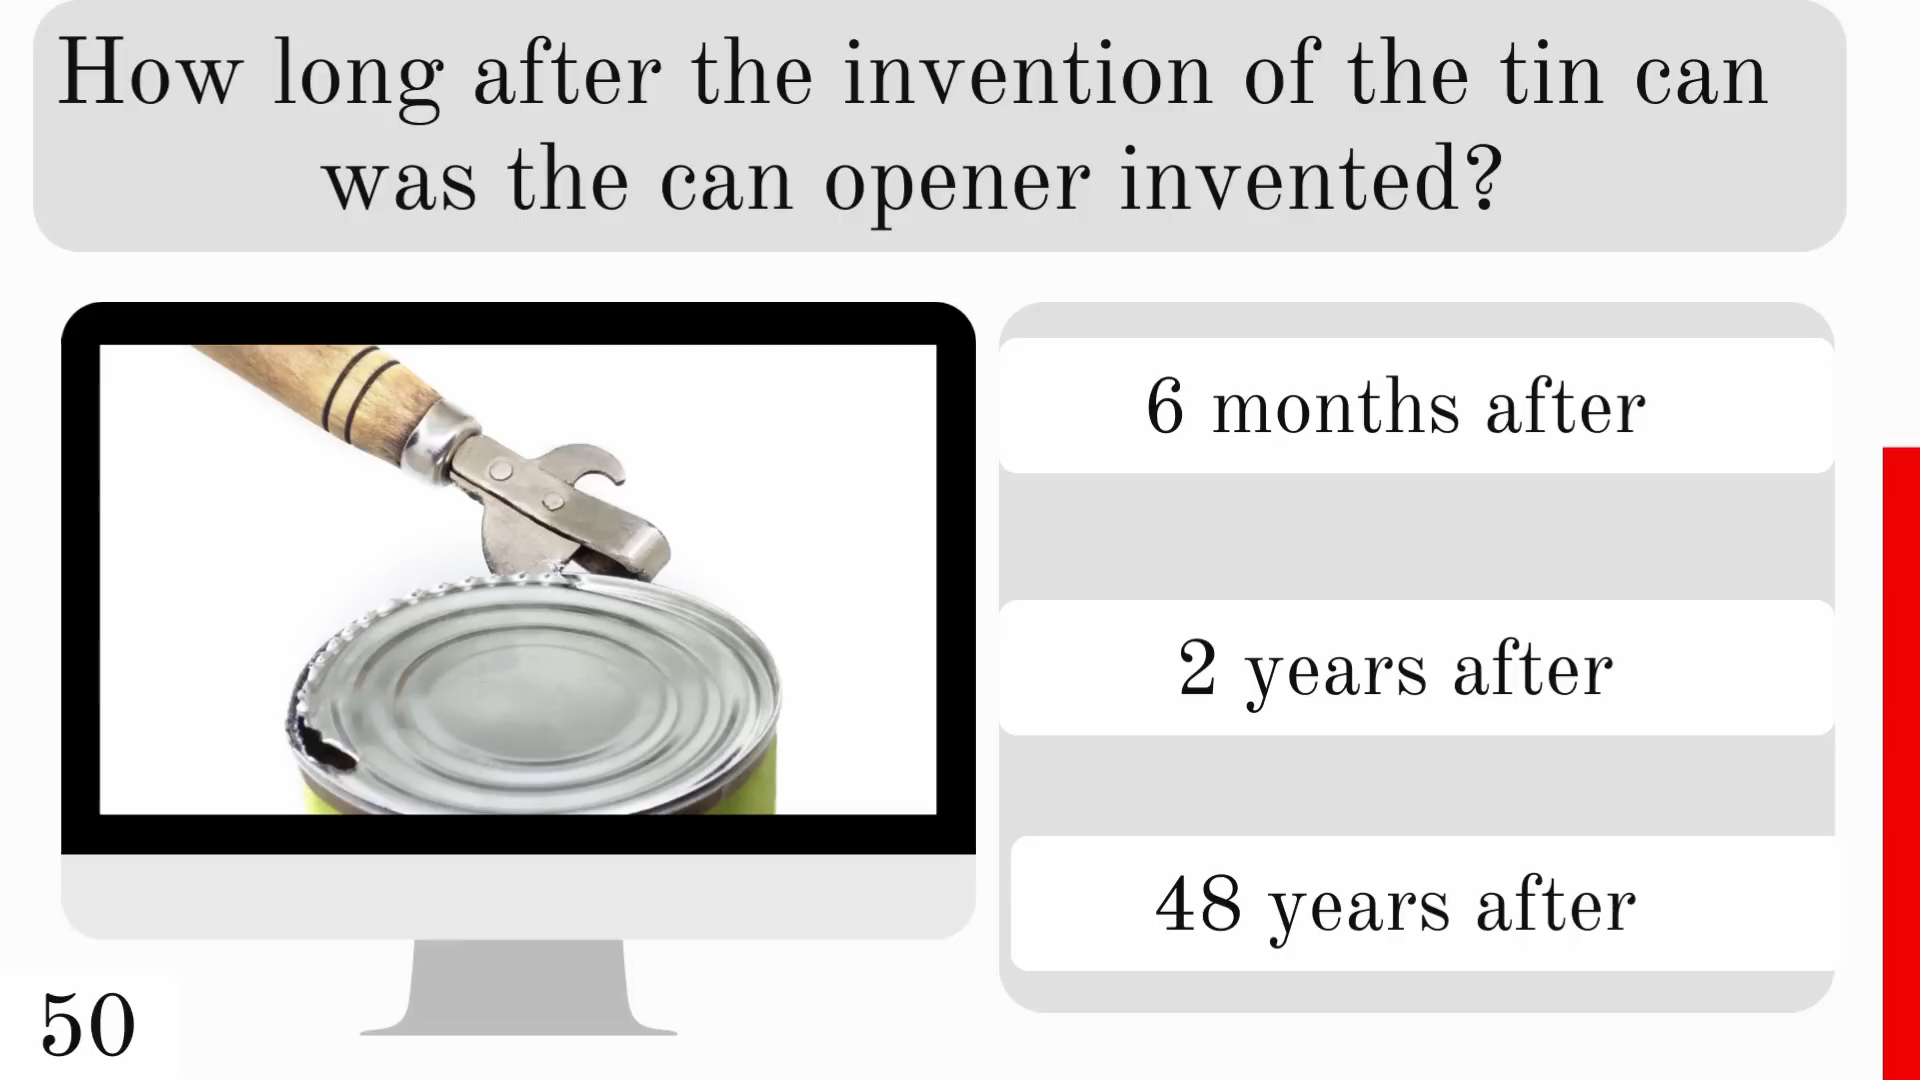 How long after the invention of the tin can
was the can opener invented?
6 months after
2 years after
48 years after
50